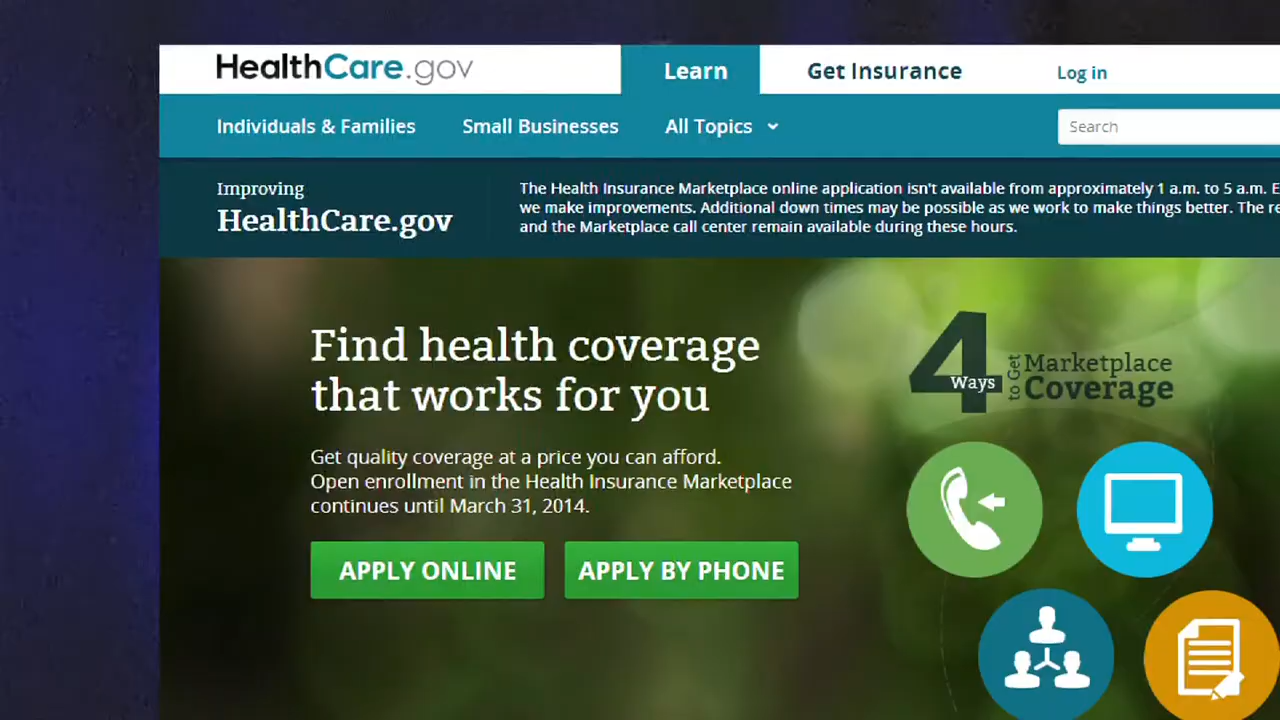 HealthCare.gov
Learn
Get Insurance
Log in
Individuals & Families
Small Businesses
All Topics
Search
Improving
HealthCare.gov
The Health Insurance Marketplace online application isn't available from approximately 1 a.m. to 5 a.m. E
we make improvements. Additional down times may be possible as we work to make things better. The re
and the Marketplace call center remain available during these hours.
Find health coverage
that works for you
Get quality coverage at a price you can afford.
Open enrollment in the Health Insurance Marketplace
continues until March 31, 2014.
APPLY ONLINE
APPLY BY PHONE
4 Ways
to Get
Marketplace
Coverage